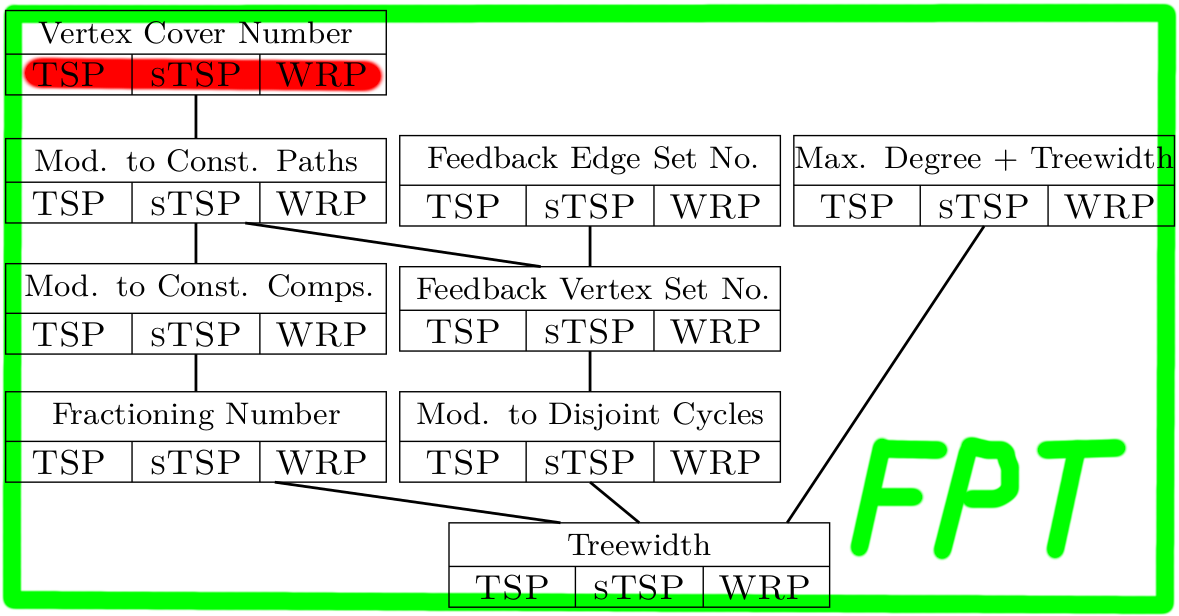 Vertex Cover Number
TSP sTSP WRP
Mod. to Const. Paths
TSP sTSP WRP
Feedback Edge Set No.
TSP sTSP WRP
Max. Degree + Treewidth
TSP sTSP WRP
Mod. to Const. Comps.
TSP sTSP WRP
Feedback Vertex Set No.
TSP sTSP WRP
Fractioning Number
TSP sTSP WRP
Mod. to Disjoint Cycles
TSP sTSP WRP
FPT
Treewidth
TSP sTSP WRP